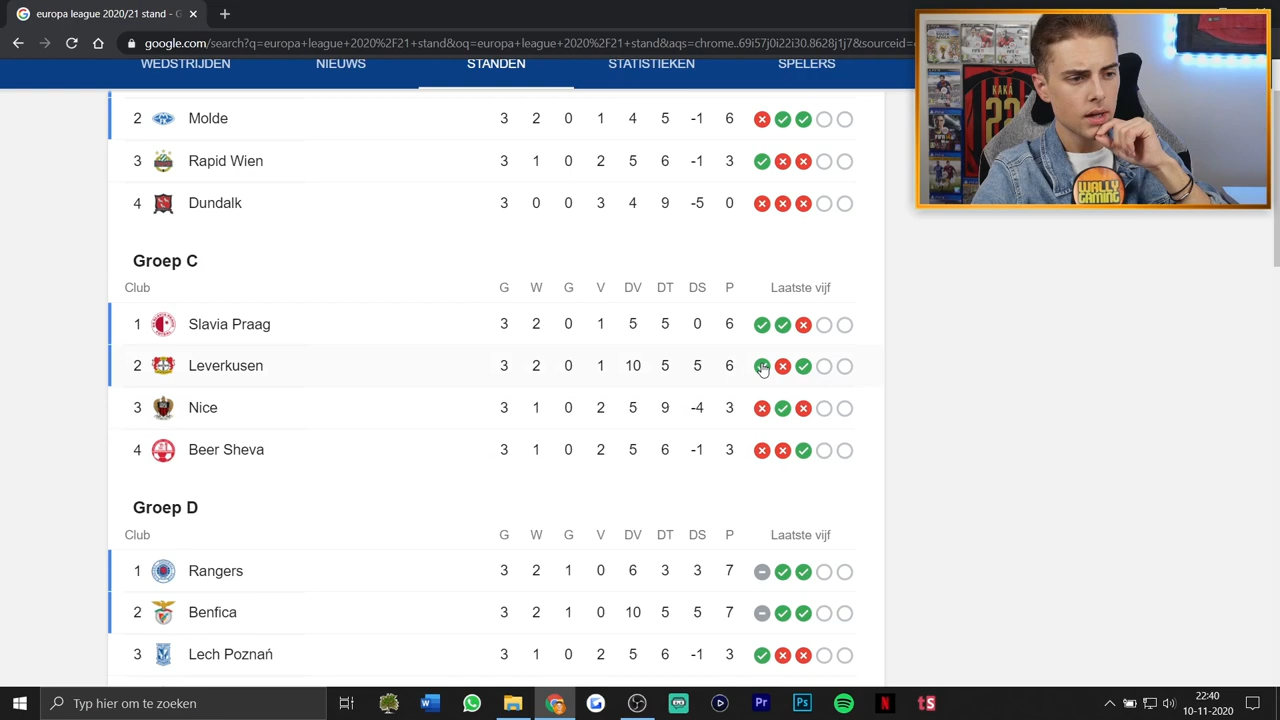 europa league 2020/21 stand - G
google.com/search?q=europa+league+2020%2F21+stand&oq=europa+league+2020%2F21+stand&aqs=chrome..69i57j0i22i30.8628j1j7&sourceid=
WEDSTRIJDEN NIEUWS STANDEN STATISTIEKEN SPELERS
2 Molde 3 2 0 1 4 5 -1 6
3 Rapid Wien 3 1 0 2 5 6 -1 3
4 Dundalk 3 0 0 3 4 9 -5 0
Groep C
Club G W G V DV DT DS P Laatste vijf
1 Slavia Praag 3 2 0 1 5 5 0 6
2 Leverkusen 3 2 0 1 10 5 5 6
3 Nice 3 1 0 2 5 9 -4 3
4 Beer Sheva 3 1 0 2 5 6 -1 3
Groep D
Club G W G V DV DT DS P Laatste vijf
1 Rangers 3 2 1 0 6 3 3 7
2 Benfica 3 2 1 0 10 5 5 7
3 Lech Poznań 3 1 0 2 5 6 -1 3
KAKÁ
22
WALLY
GAMING
Typ hier om te zoeken
22:40
10-11-2020